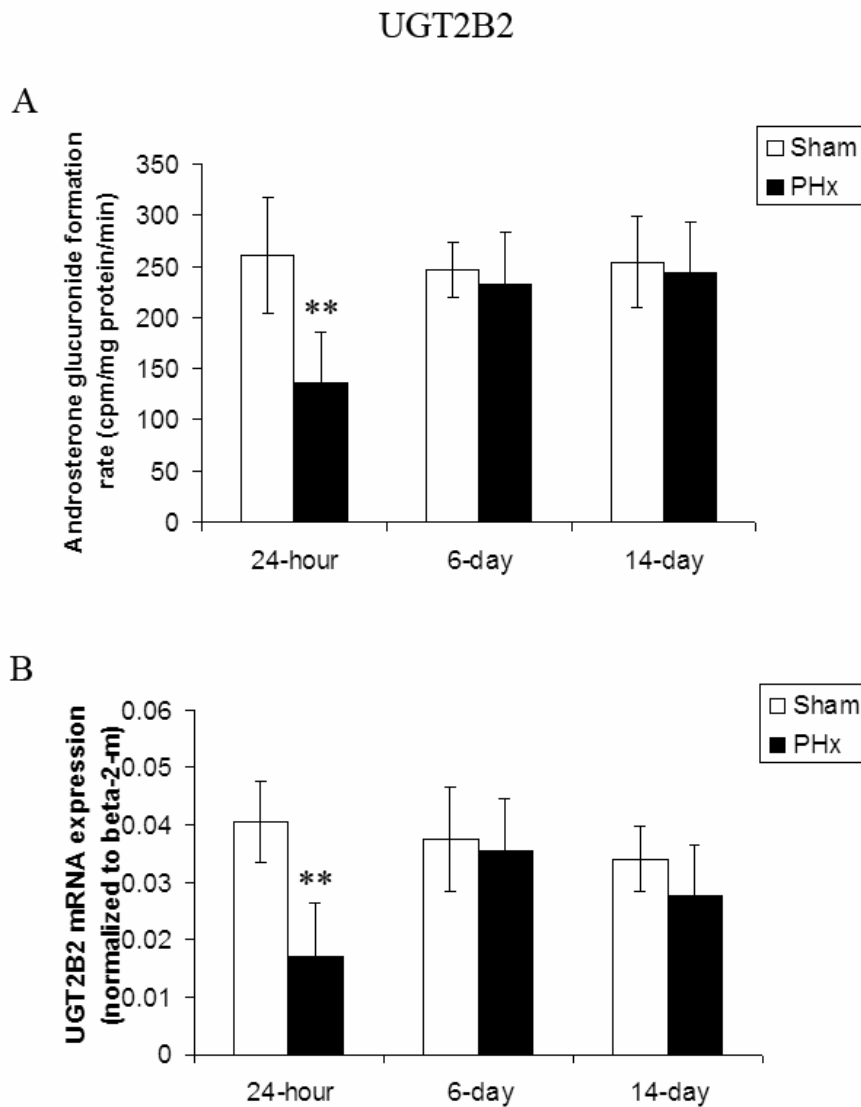 UGT2B2
A
Androsterone glucuronide formation
rate (cpm/mg protein/min)
350
300
250
200
150
100
50
0
**
24-hour
6-day
14-day
Sham
PHx
B
UGT2B2 mRNA expression
(normalized to beta-2-m)
0.06
0.05
0.04
0.03
0.02
0.01
0
**
24-hour
6-day
14-day
Sham
PHx